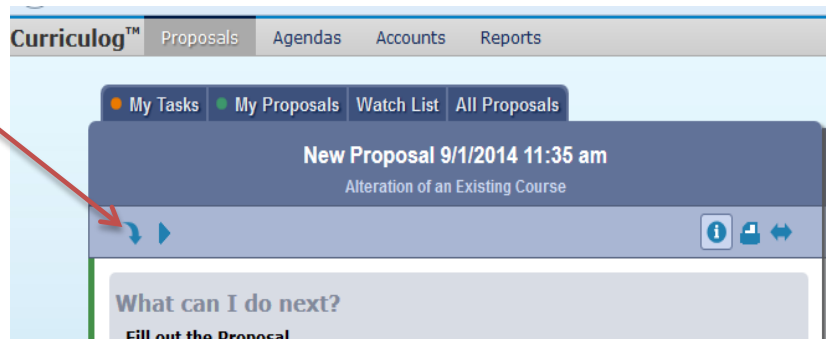 Curriculog™ Proposals Agendas Accounts Reports
My Tasks My Proposals Watch List All Proposals
New Proposal 9/1/2014 11:35 am
Alteration of an Existing Course
What can I do next?
Fill out the Proposal